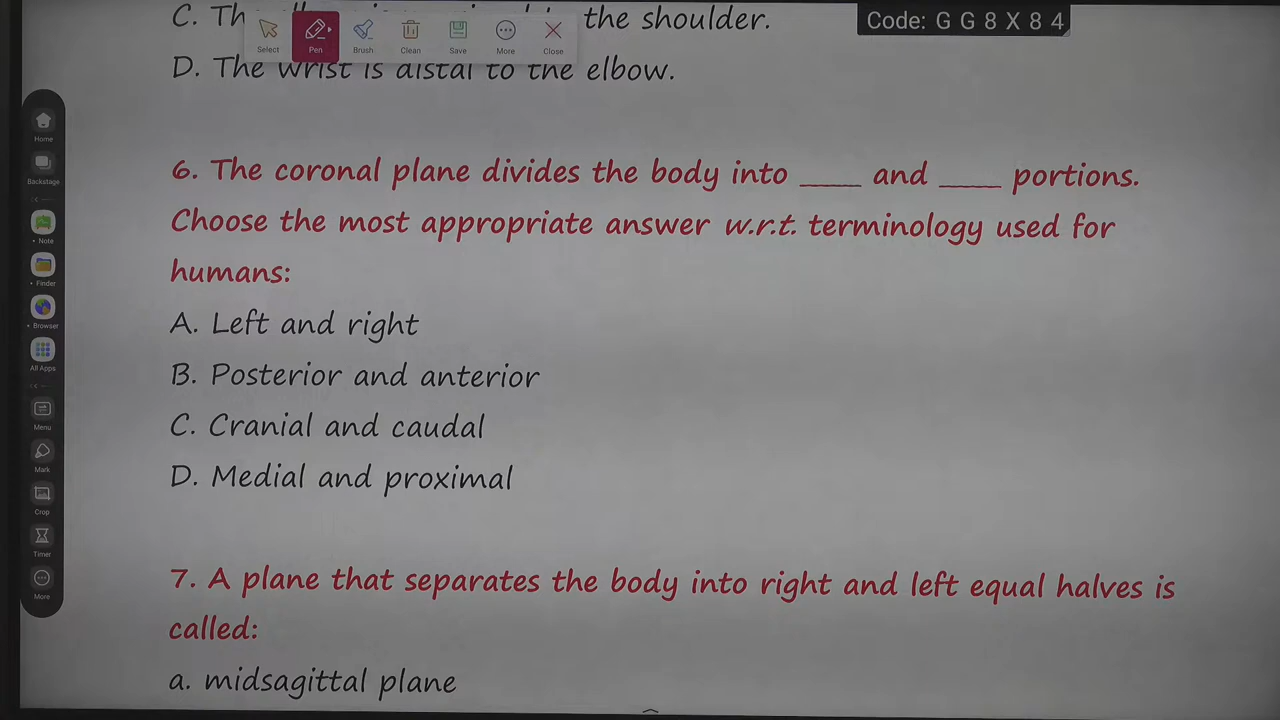 C. Th the shoulder.
Code: G G 8 X 8 4
Select
Pen
Brush
Clean
Save
More
Close
D. The wrist is distal to the elbow.
Home
Backstage
Note
Finder
Browser
All Apps
Menu
Mark
Crop
Timer
More
6. The coronal plane divides the body into ____ and ____ portions.
Choose the most appropriate answer w.r.t. terminology used for
humans:
A. Left and right
B. Posterior and anterior
C. Cranial and caudal
D. Medial and proximal
7. A plane that separates the body into right and left equal halves is
called:
a. midsagittal plane